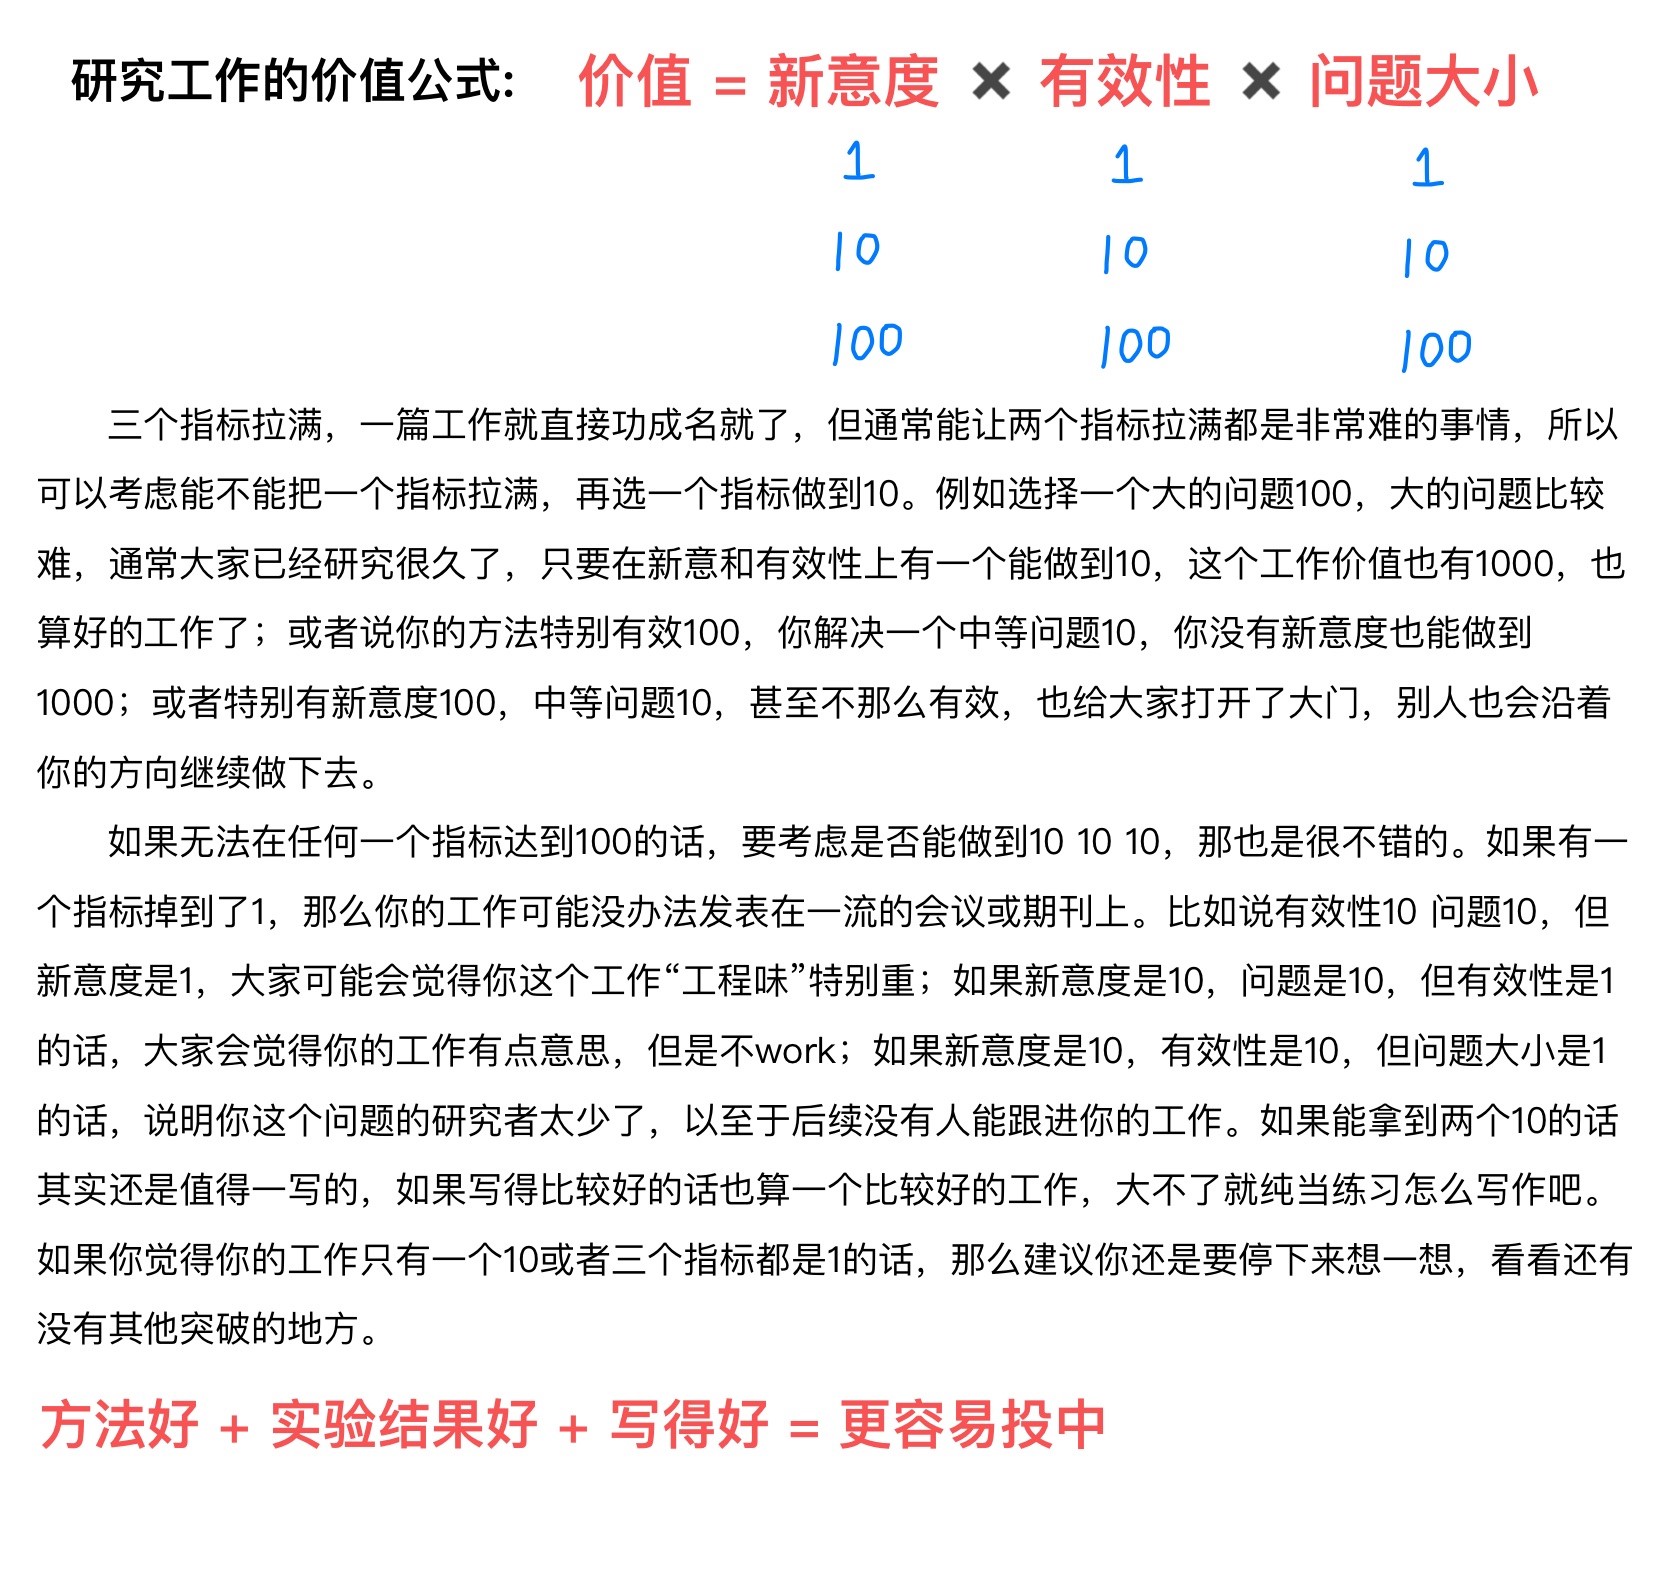 研究工作的价值公式: 价值 = 新意度 ✖ 有效性 ✖ 问题大小
1 1 1
10 10 10
100 100 100
三个指标拉满，一篇工作就直接功成名就了，但通常能让两个指标拉满都是非常难的事情，所以
可以考虑能不能把一个指标拉满，再选一个指标做到10。例如选择一个大的问题100，大的问题比较
难，通常大家已经研究很久了，只要在新意和有效性上有一个能做到10，这个工作价值也有1000，也
算好的工作了；或者说你的方法特别有效100，你解决一个中等问题10，你没有新意度也能做到
1000；或者特别有新意度100，中等问题10，甚至不那么有效，也给大家打开了大门，别人也会沿着
你的方向继续做下去。
如果无法在任何一个指标达到100的话，要考虑是否能做到10 10 10，那也是很不错的。如果有一
个指标掉到了1，那么你的工作可能没办法发表在一流的会议或期刊上。比如说有效性10 问题10，但
新意度是1，大家可能会觉得你这个工作“工程味”特别重；如果新意度是10，问题是10，但有效性是1
的话，大家会觉得你的工作有点意思，但是不work；如果新意度是10，有效性是10，但问题大小是1
的话，说明你这个问题的研究者太少了，以至于后续没有人能跟进你的工作。如果能拿到两个10的话
其实还是值得一写的，如果写得比较好的话也算一个比较好的工作，大不了就纯当练习怎么写作吧。
如果你觉得你的工作只有一个10或者三个指标都是1的话，那么建议你还是要停下来想一想，看看还有
没有其他突破的地方。
方法好 + 实验结果好 + 写得好 = 更容易投中